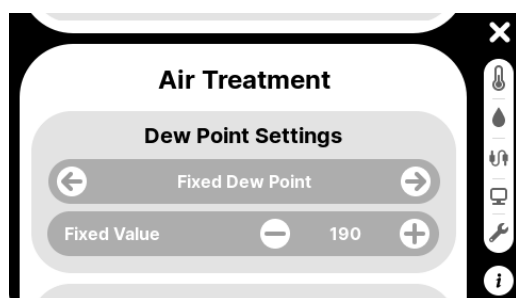 Air Treatment
Dew Point Settings
Fixed Dew Point
Fixed Value 190
i